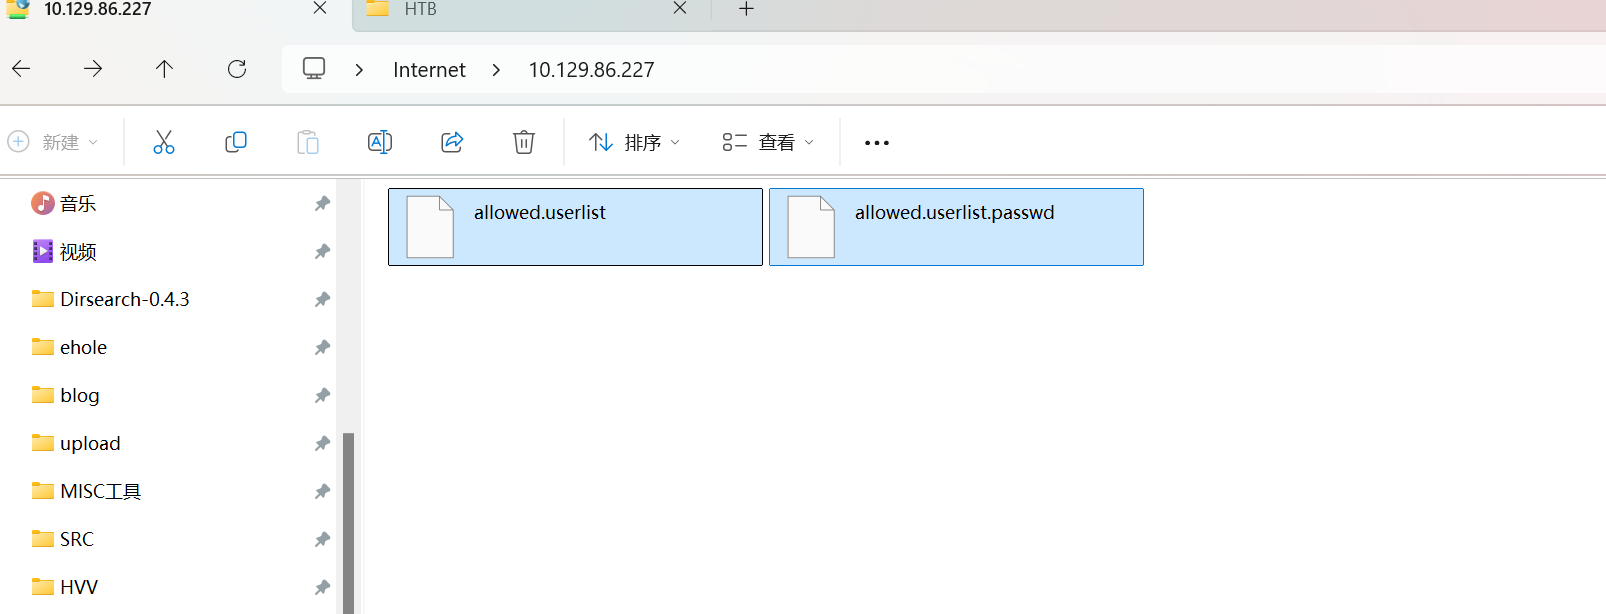 10.129.86.227
HTB
Internet
10.129.86.227
新建
排序
查看
音乐
视频
Dirsearch-0.4.3
ehole
blog
upload
MISC工具
SRC
HVV
allowed.userlist
allowed.userlist.passwd